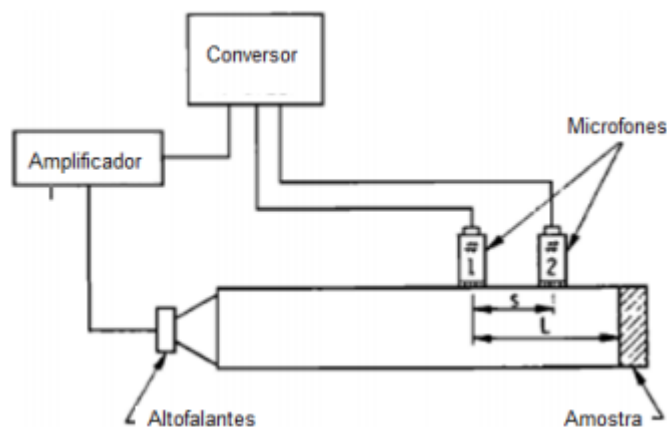 Conversor
Amplificador
Microfones
# 1
# 2
s
L
Altofalantes
Amostra